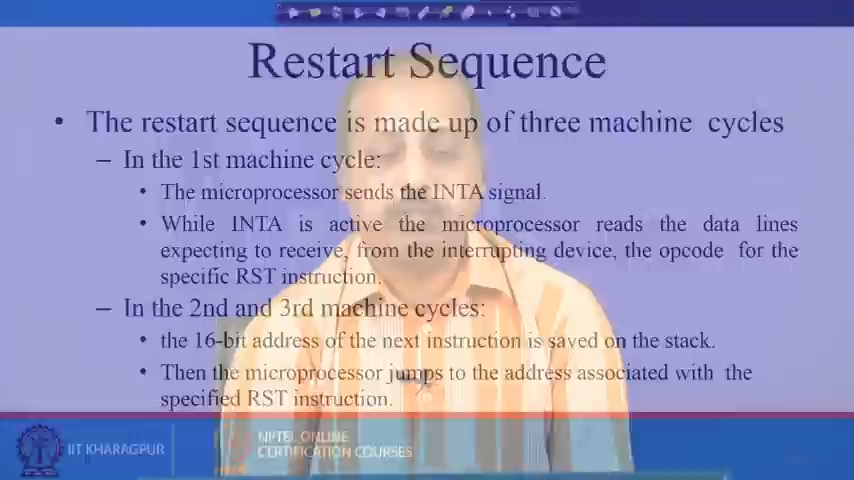 Restart Sequence
• The restart sequence is made up of three machine cycles
– In the 1st machine cycle:
• The microprocessor sends the INTA signal.
• While INTA is active the microprocessor reads the data lines
expecting to receive, from the interrupting device, the opcode for the
specific RST instruction.
– In the 2nd and 3rd machine cycles:
• the 16-bit address of the next instruction is saved on the stack.
• Then the microprocessor jumps to the address associated with the
specified RST instruction.
IIT KHARAGPUR
NPTEL ONLINE
CERTIFICATION COURSES